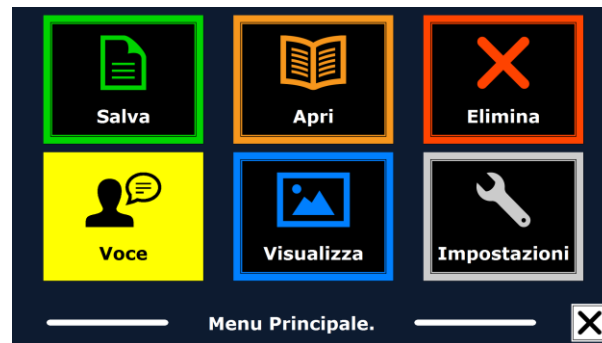 Salva
Apri
Elimina
Voce
Visualizza
Impostazioni
Menu Principale.